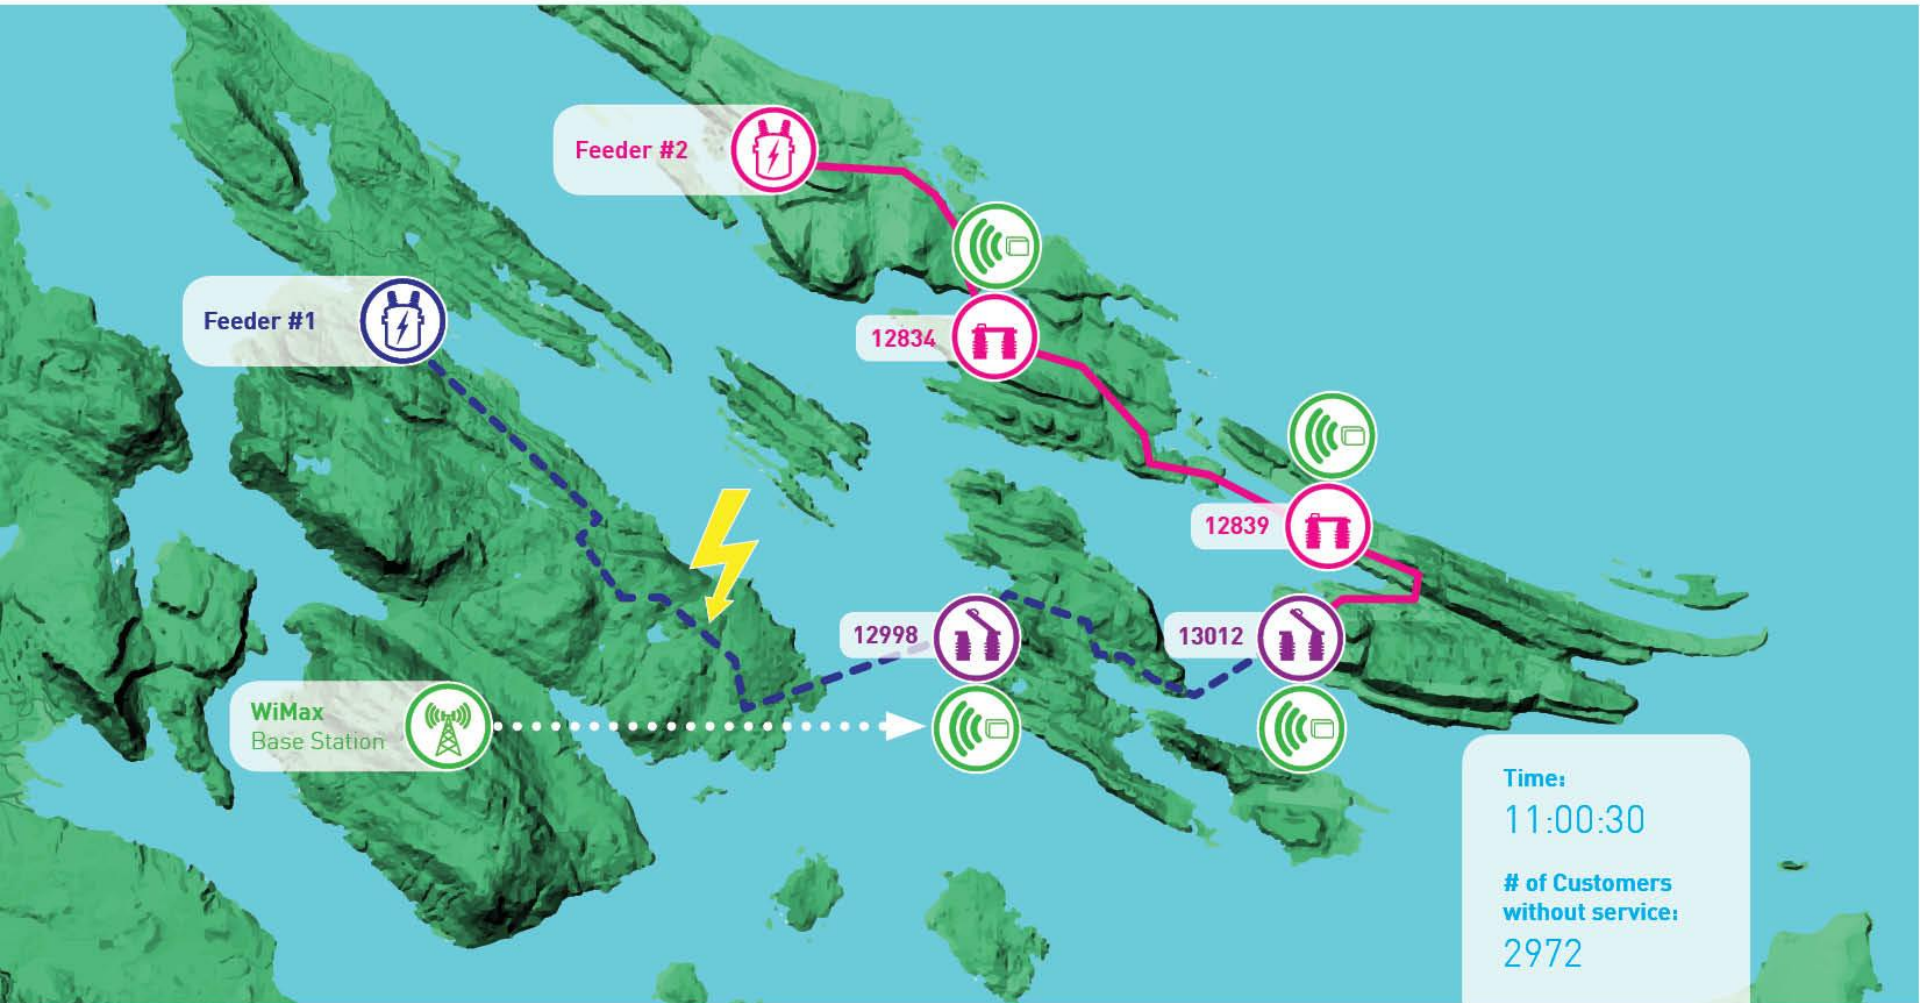 Feeder #2
Feeder #1
12834
12839
12998
13012
WiMax
Base Station
Time:
11:00:30
# of Customers
without service:
2972